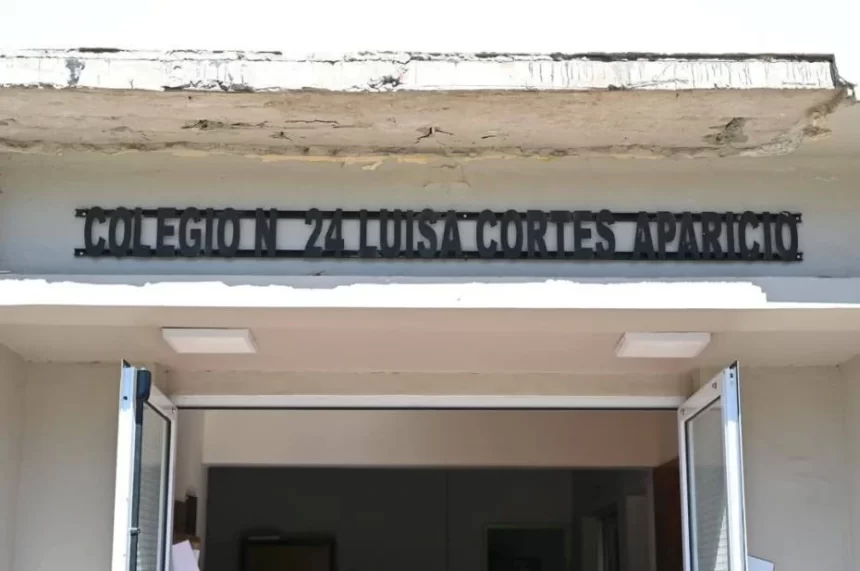 COLEGIO N 24 LUISA CORTES APARICIO